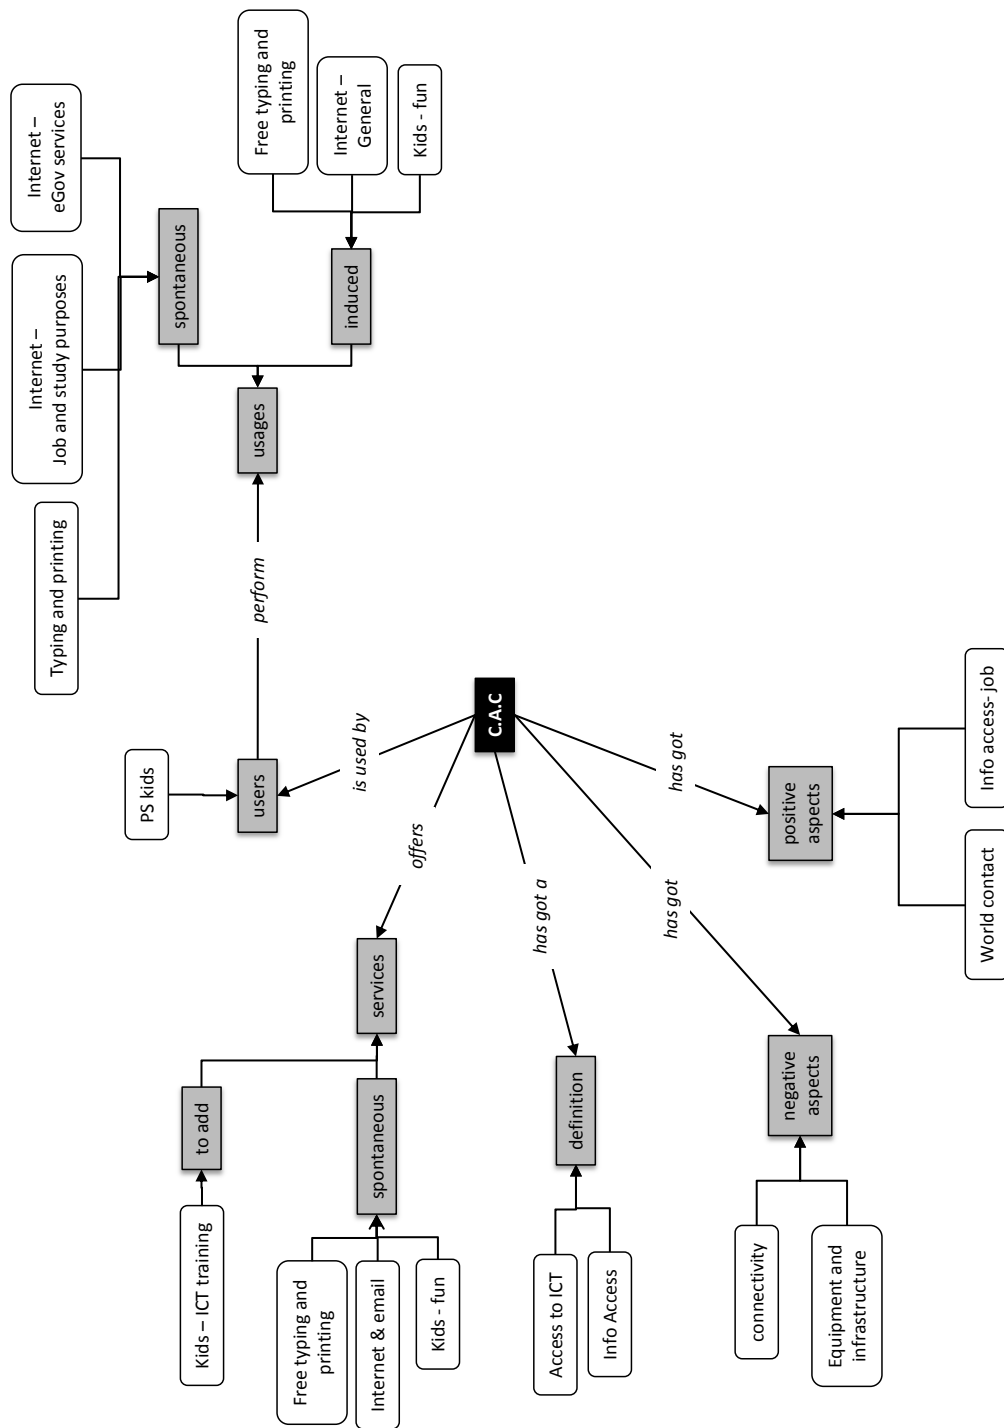 Kids – ICT training
to add
Free typing and
printing
Internet & email
Kids - fun
spontaneous
services
offers
PS kids
users
is used by
perform
usages
Typing and printing
Internet –
Job and study purposes
Internet –
eGov services
spontaneous
induced
Free typing and
printing
Internet –
General
Kids - fun
C.A.C
Access to ICT
Info Access
definition
has got a
connectivity
Equipment and
infrastructure
negative
aspects
has got
has got
positive
aspects
World contact
Info access- job